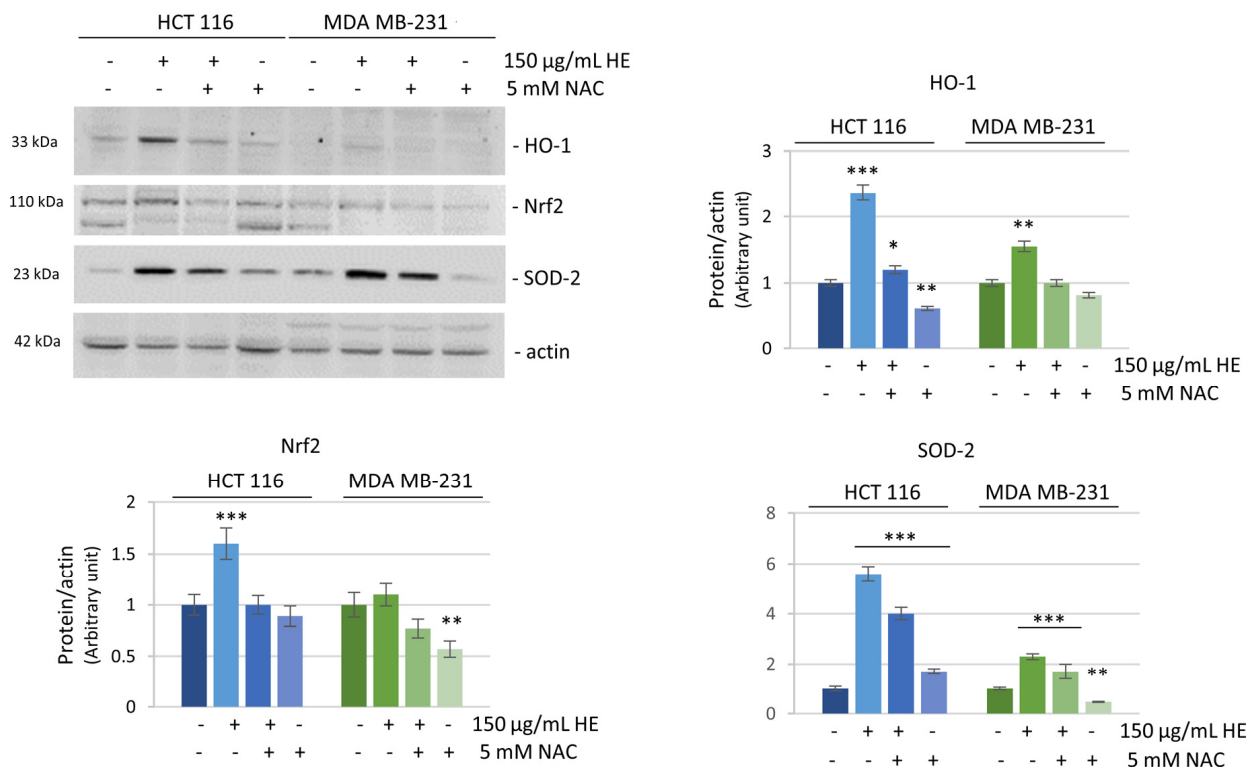 HCT 116 MDA MB-231
- + + - - + + - 150 µg/mL HE
- - + + - - + + 5 mM NAC
33 kDa - HO-1
110 kDa - Nrf2
23 kDa - SOD-2
42 kDa - actin
HO-1
HCT 116 MDA MB-231
Protein/actin
(Arbitrary unit)
3
***
2
**
*
**
1
0
- + + - - + + - 150 µg/mL HE
- - + + - - + + 5 mM NAC
Nrf2
HCT 116 MDA MB-231
Protein/actin
(Arbitrary unit)
2
***
1.5
1
**
0.5
0
- + + - - + + - 150 µg/mL HE
- - + + - - + + 5 mM NAC
SOD-2
HCT 116 MDA MB-231
8
***
6
4
***
2
**
0
- + + - - + + - 150 µg/mL HE
- - + + - - + + 5 mM NAC